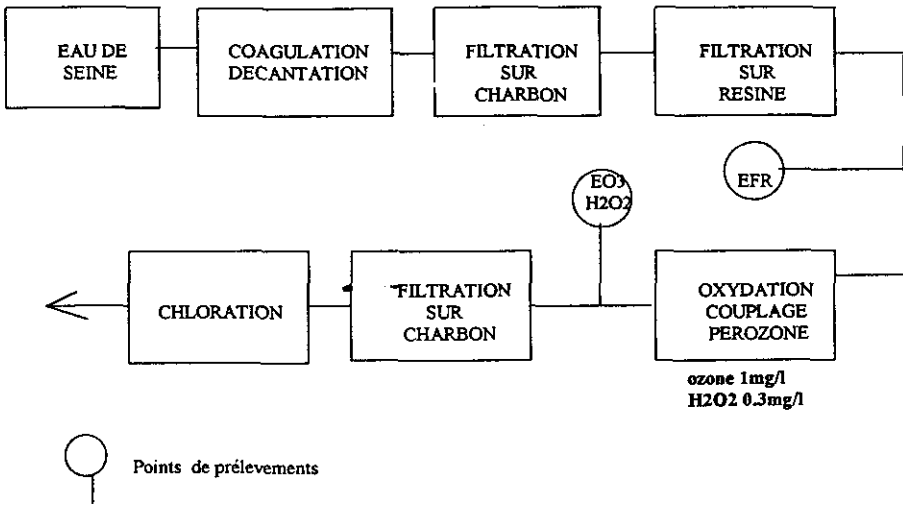 EAU DE
SEINE
COAGULATION
DECANTATION
FILTRATION
SUR
CHARBON
FILTRATION
SUR
RESINE
EFR
EO3
H2O2
OXYDATION
COUPLAGE
PEROZONE
ozone 1mg/l
H2O2 0.3mg/l
FILTRATION
SUR
CHARBON
CHLORATION
Points de prélevements